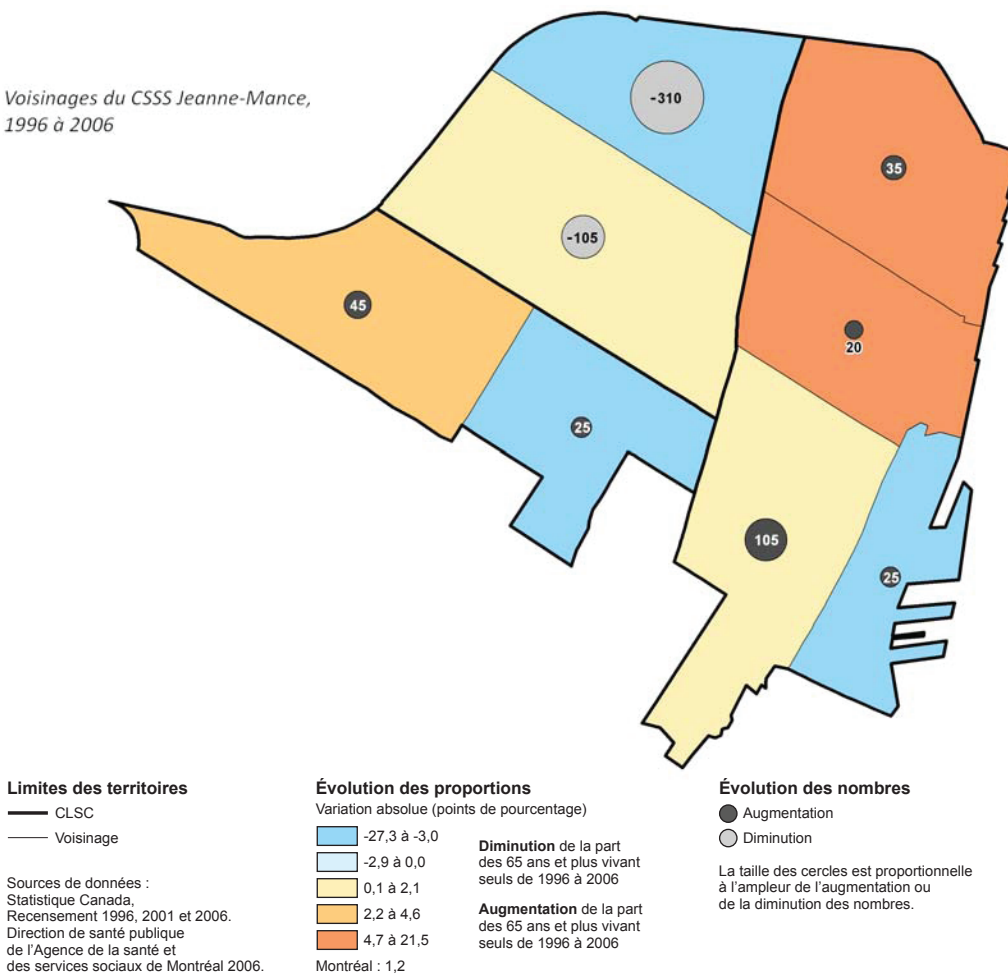 Voisinages du CSSS Jeanne-Mance,
1996 à 2006
-310
35
-105
45
20
25
105
25
Limites des territoires
CLSC
Voisinage
Sources de données :
Statistique Canada,
Recensement 1996, 2001 et 2006.
Direction de santé publique
de l'Agence de la santé et
des services sociaux de Montréal 2006.
Évolution des proportions
Variation absolue (points de pourcentage)
-27,3 à -3,0
-2,9 à 0,0
0,1 à 2,1
2,2 à 4,6
4,7 à 21,5
Montréal : 1,2
Diminution de la part
des 65 ans et plus vivant
seuls de 1996 à 2006
Augmentation de la part
des 65 ans et plus vivant
seuls de 1996 à 2006
Évolution des nombres
Augmentation
Diminution
La taille des cercles est proportionnelle
à l'ampleur de l'augmentation ou
de la diminution des nombres.